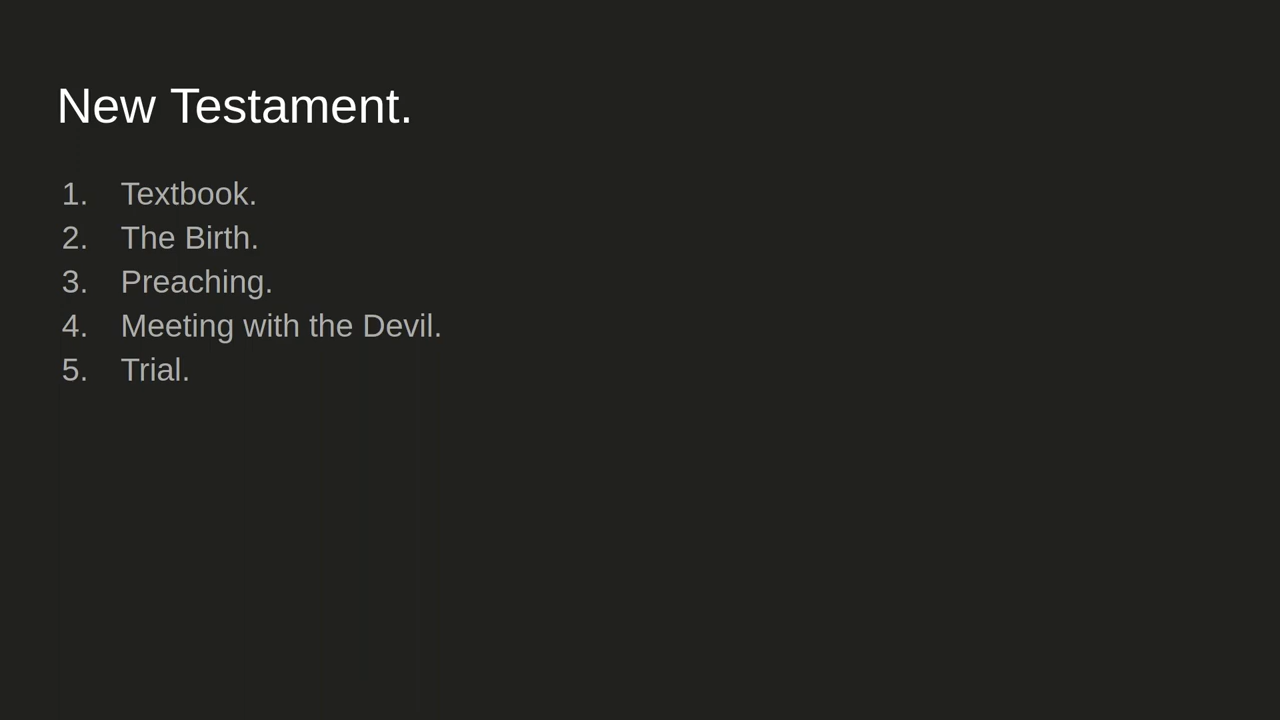 New Testament.
1. Textbook.
2. The Birth.
3. Preaching.
4. Meeting with the Devil.
5. Trial.